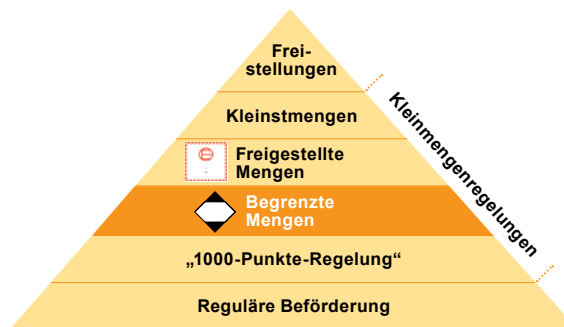 Frei-
stellungen
Kleinstmengen
Freigestellte
Mengen
Begrenzte
Mengen
„1000-Punkte-Regelung“
Reguläre Beförderung
Kleinmengenregelungen